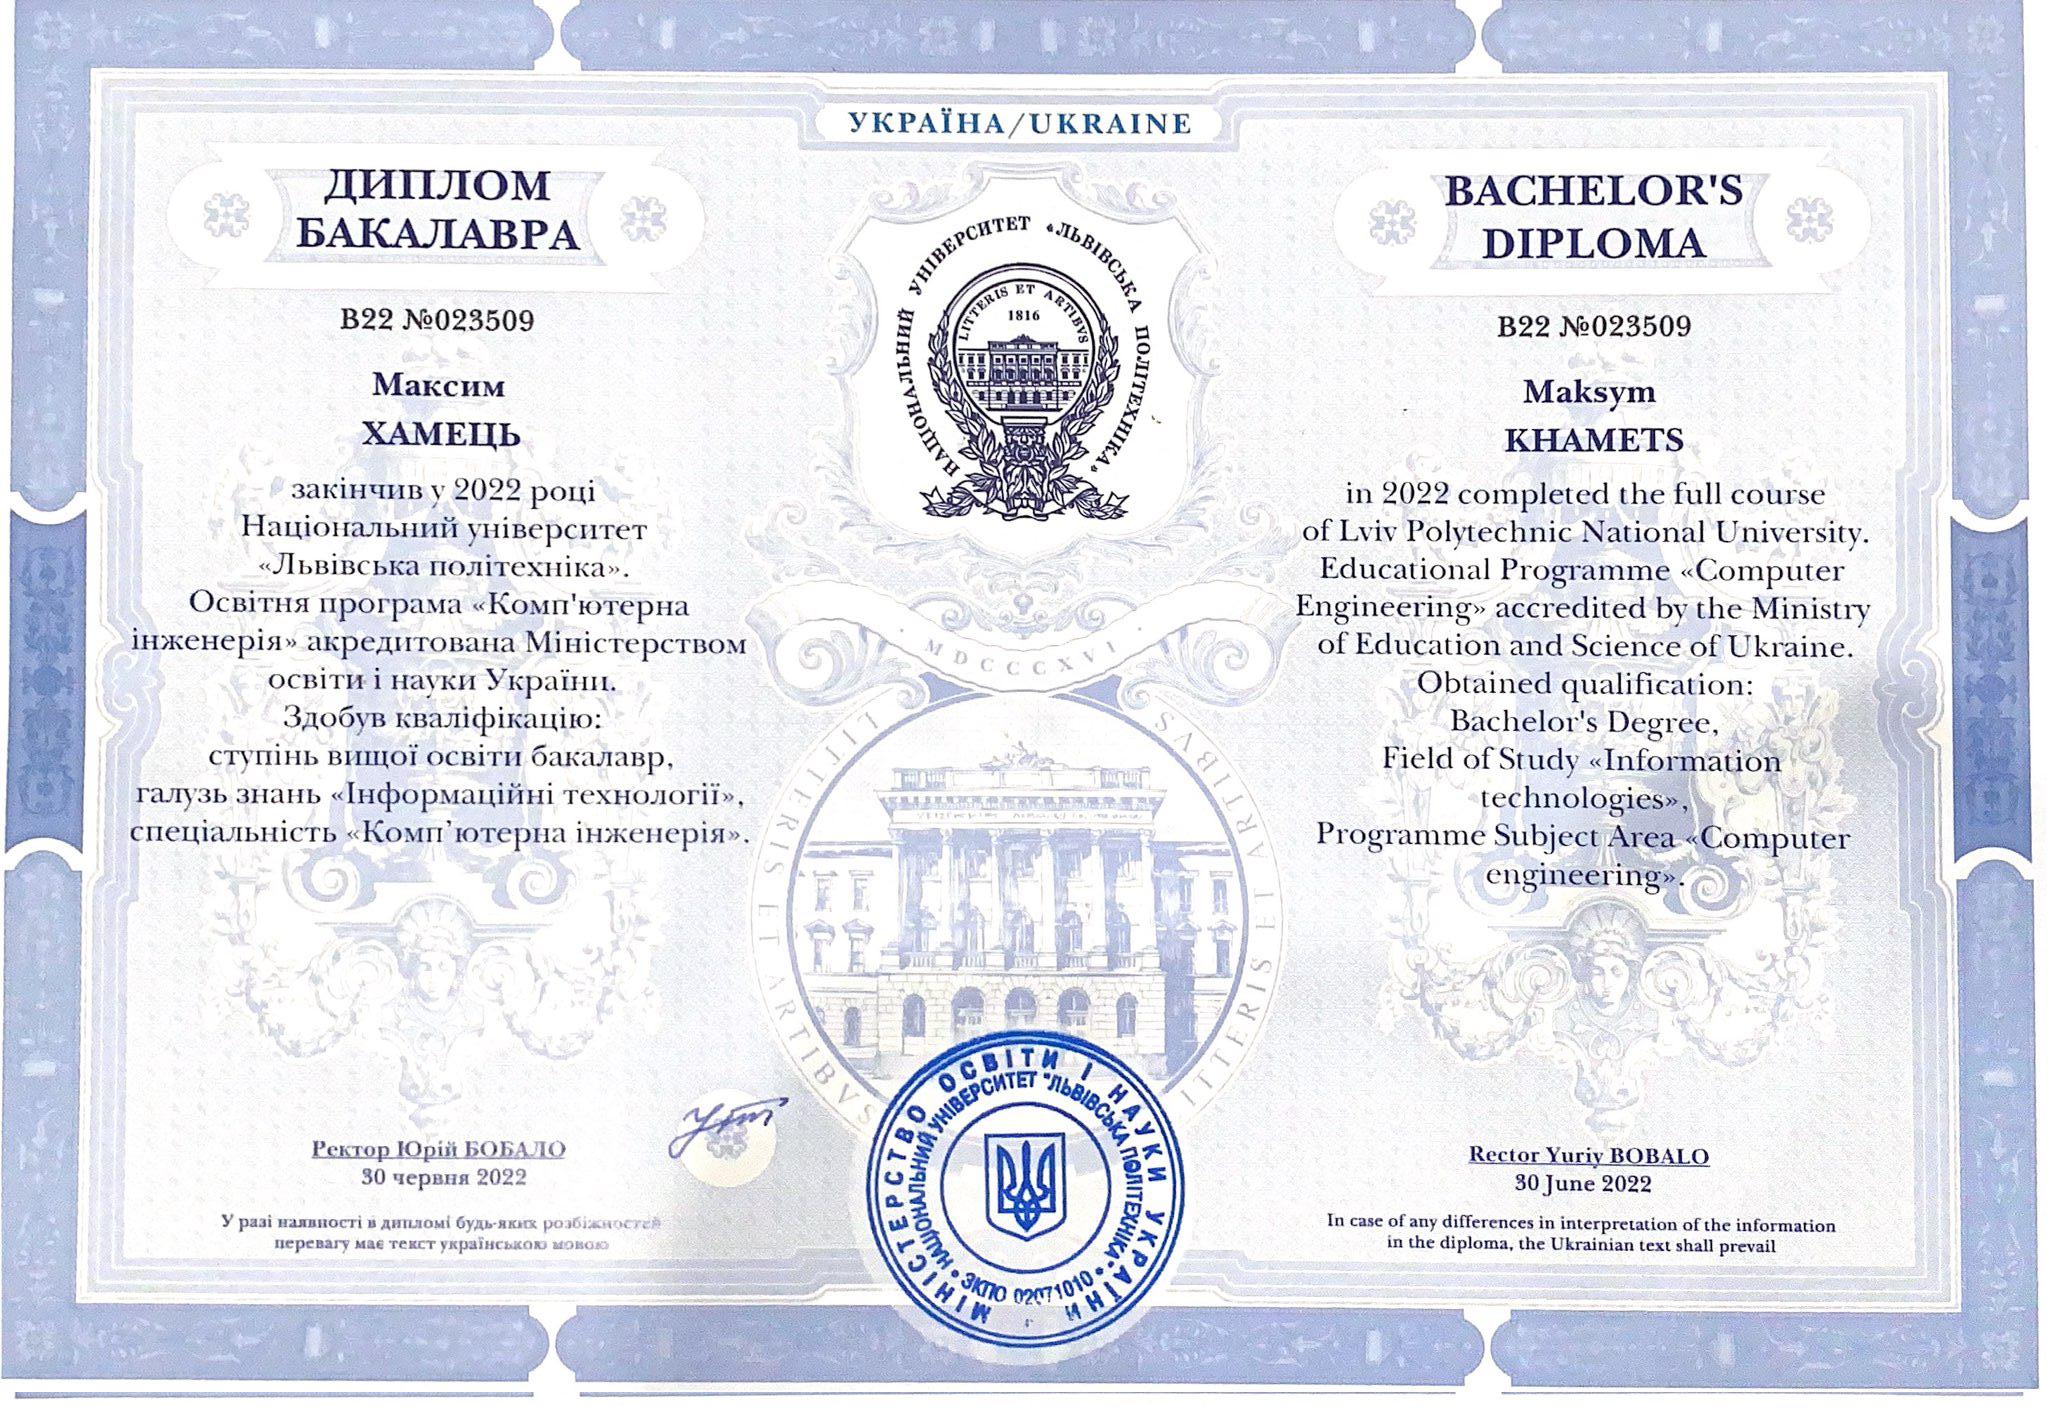 УКРАЇНА/UKRAINE
ДИПЛОМ
БАКАЛАВРА
B22 №023509
Максим
ХАМЕЦЬ
закінчив у 2022 році
Національний університет
«Львівська політехніка».
Освітня програма «Комп'ютерна
інженерія» акредитована Міністерством
освіти і науки України.
Здобув кваліфікацію:
ступінь вищої освіти бакалавр,
галузь знань «Інформаційні технології»,
спеціальність «Комп’ютерна інженерія».
Ректор Юрій БОБАЛО
30 червня 2022
У разі наявності в дипломі будь-яких розбіжностей
перевагу має текст українською мовою
НАЦІОНАЛЬНИЙ УНІВЕРСИТЕТ «ЛЬВІВСЬКА ПОЛІТЕХНІКА»
LITTERIS ET ARTIBVS
1816
MDCCCXVI
LITTERIS ET ARTIBVS
LITTERIS ET ARTIBVS
МІНІСТЕРСТВО ОСВІТИ І НАУКИ УКРАЇНИ
НАЦІОНАЛЬНИЙ УНІВЕРСИТЕТ "ЛЬВІВСЬКА ПОЛІТЕХНІКА"
ЗКПО 02071010
BACHELOR'S
DIPLOMA
B22 №023509
Maksym
KHAMETS
in 2022 completed the full course
of Lviv Polytechnic National University.
Educational Programme «Computer
Engineering» accredited by the Ministry
of Education and Science of Ukraine.
Obtained qualification:
Bachelor's Degree,
Field of Study «Information
technologies»,
Programme Subject Area «Computer
engineering».
Rector Yuriy BOBALO
30 June 2022
In case of any differences in interpretation of the information
in the diploma, the Ukrainian text shall prevail